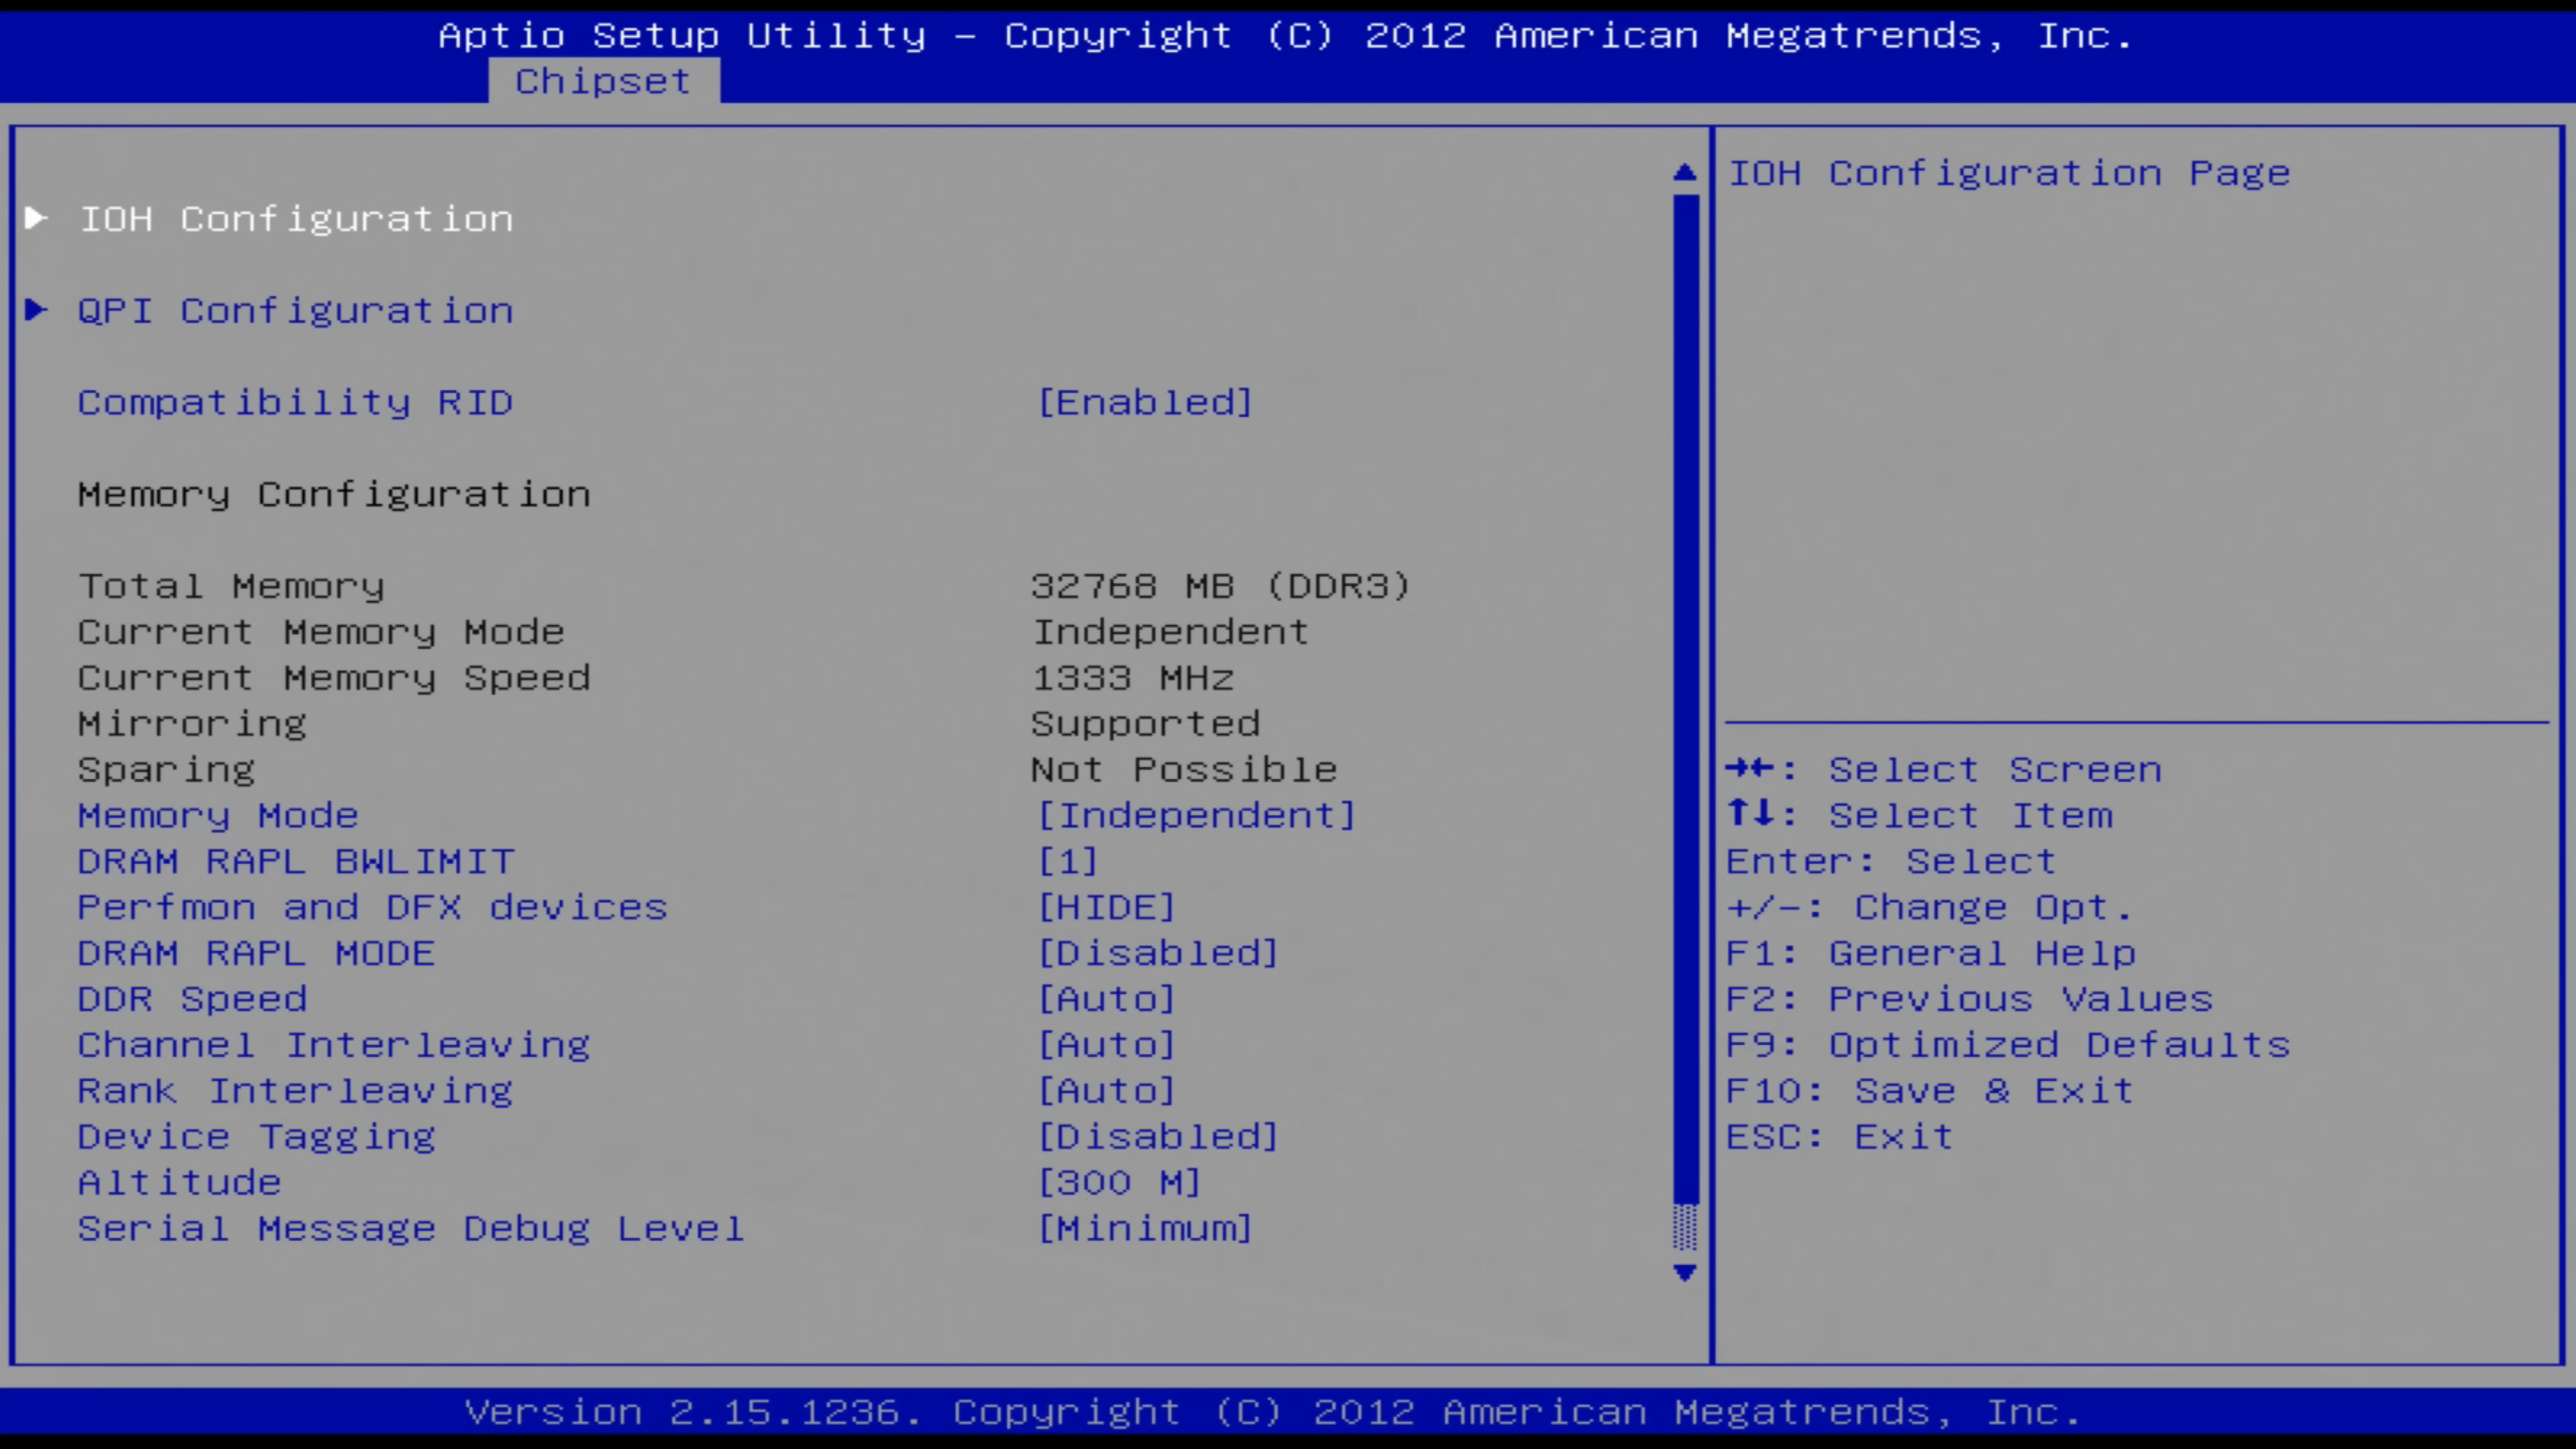 Aptio Setup Utility – Copyright (C) 2012 American Megatrends, Inc.
Chipset
IOH Configuration
QPI Configuration
Compatibility RID [Enabled]
Memory Configuration
Total Memory 32768 MB (DDR3)
Current Memory Mode Independent
Current Memory Speed 1333 MHz
Mirroring Supported
Sparing Not Possible
Memory Mode [Independent]
DRAM RAPL BWLIMIT [1]
Perfmon and DFX devices [HIDE]
DRAM RAPL MODE [Disabled]
DDR Speed [Auto]
Channel Interleaving [Auto]
Rank Interleaving [Auto]
Device Tagging [Disabled]
Altitude [300 M]
Serial Message Debug Level [Minimum]
IOH Configuration Page
→←: Select Screen
↑↓: Select Item
Enter: Select
+/-: Change Opt.
F1: General Help
F2: Previous Values
F9: Optimized Defaults
F10: Save & Exit
ESC: Exit
Version 2.15.1236. Copyright (C) 2012 American Megatrends, Inc.